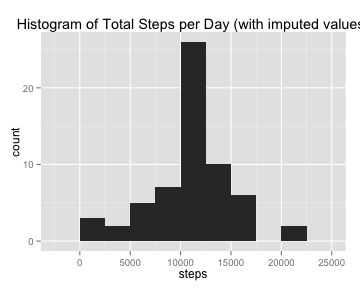 Histogram of Total Steps per Day (with imputed values
20
10
0
count
0 5000 10000 15000 20000 25000
steps